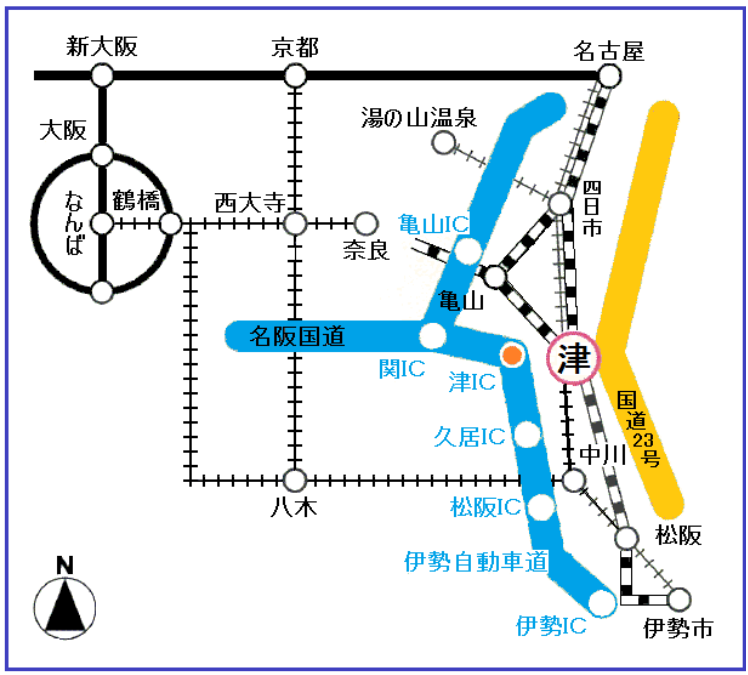 新大阪
京都
名古屋
大阪
湯の山温泉
なんば
鶴橋
西大寺
奈良
四日市
亀山IC
亀山
名阪国道
関IC
津IC
津
国道23号
久居IC
中川
八木
松阪IC
松阪
伊勢自動車道
N
伊勢IC
伊勢市